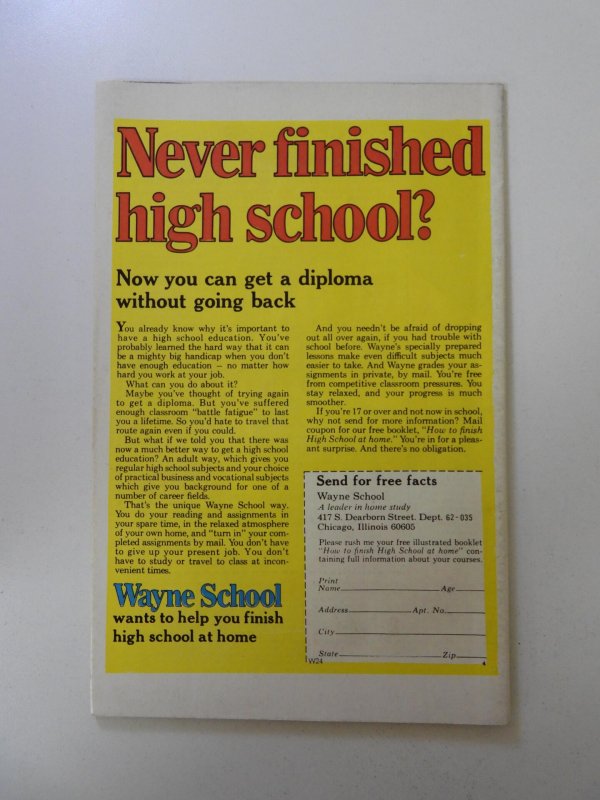 Never finished
high school?
Now you can get a diploma
without going back
You already know why it's important to
have a high school education. You've
probably learned the hard way that it can
be a mighty big handicap when you don't
have enough education – no matter how
hard you work at your job.
What can you do about it?
Maybe you've thought of trying again
to get a diploma. But you've suffered
enough classroom "battle fatigue" to last
you a lifetime. So you'd hate to travel that
route again even if you could.
But what if we told you that there was
now a much better way to get a high school
education? An adult way, which gives you
regular high school subjects and your choice
of practical business and vocational subjects
which give you background for one of a
number of career fields.
That's the unique Wayne School way.
You do your reading and assignments in
your spare time, in the relaxed atmosphere
of your own home, and "turn in" your com-
pleted assignments by mail. You don't have
to give up your present job. You don't
have to study or travel to class at incon-
venient times.
Wayne School
wants to help you finish
high school at home
And you needn't be afraid of dropping
out all over again, if you had trouble with
school before. Wayne's specially prepared
lessons make even difficult subjects much
easier to take. And Wayne grades your as-
signments in private, by mail. You're free
from competitive classroom pressures. You
stay relaxed, and your progress is much
smoother.
If you're 17 or over and not now in school,
why not send for more information? Mail
coupon for our free booklet, "How to finish
High School at home." You're in for a pleas-
ant surprise. And there's no obligation.
Send for free facts
Wayne School
A leader in home study
417 S. Dearborn Street. Dept. 62-035
Chicago, Illinois 60605
Please rush me your free illustrated booklet
"How to finish High School at home" con-
taining full information about your courses.
Print
Name Age
Address Apt. No.
City
State Zip
W24 4